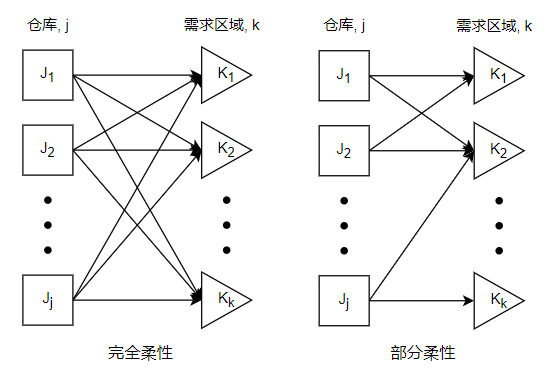 仓库, j 需求区域, k 仓库, j 需求区域, k
J1 K1 J1 K1
J2 K2 J2 K2
Jj Kk Jj Kk
完全柔性 部分柔性